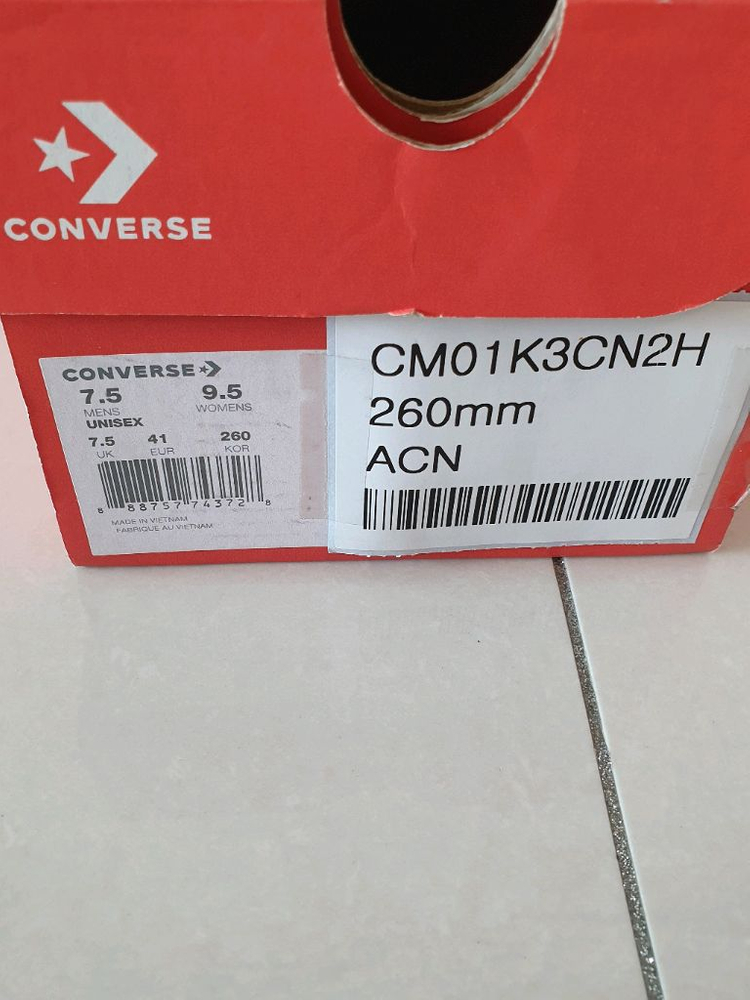 CONVERSE
CONVERSE
7.5 9.5
MENS WOMENS
UNISEX
7.5 41 260
UK EUR KOR
8 88757 74372 8
MADE IN VIETNAM
FABRIQUE AU VIETNAM
CM01K3CN2H
260mm
ACN